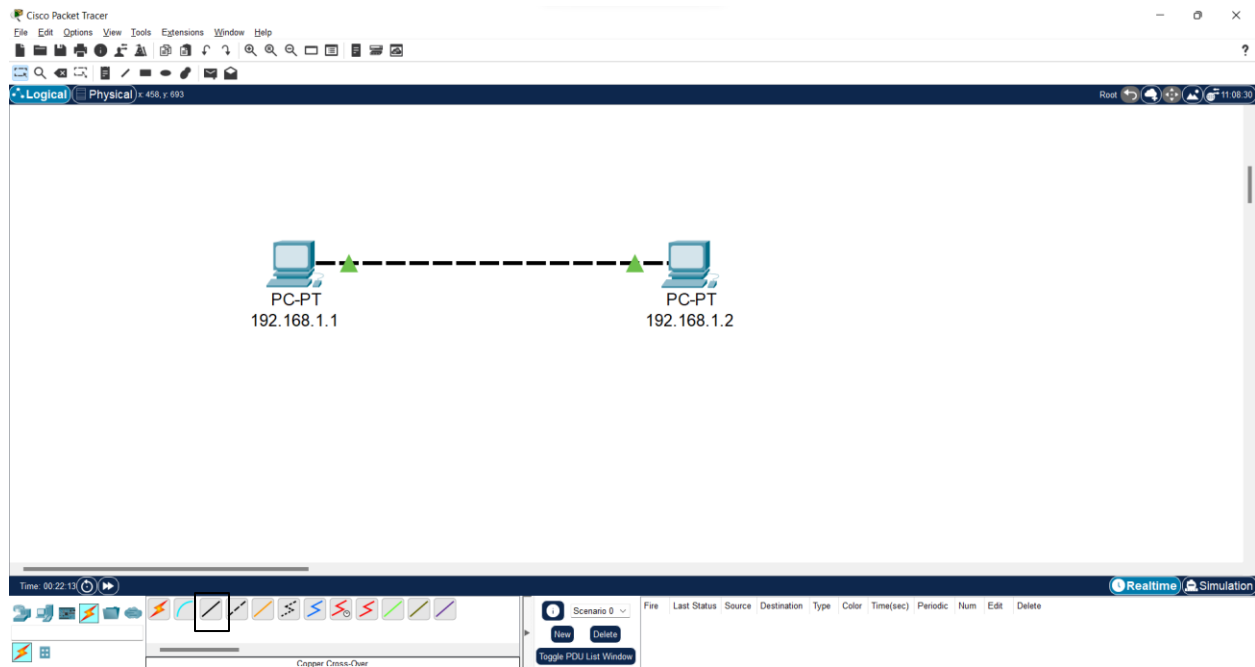 Cisco Packet Tracer
File Edit Options View Tools Extensions Window Help
?
Logical Physical x: 458, y: 693 Root 11:08:30
PC-PT PC-PT
192.168.1.1 192.168.1.2
Time: 00:22:13 Realtime Simulation
Scenario 0 Fire Last Status Source Destination Type Color Time(sec) Periodic Num Edit Delete
New Delete
Toggle PDU List Window
Copper Cross-Over